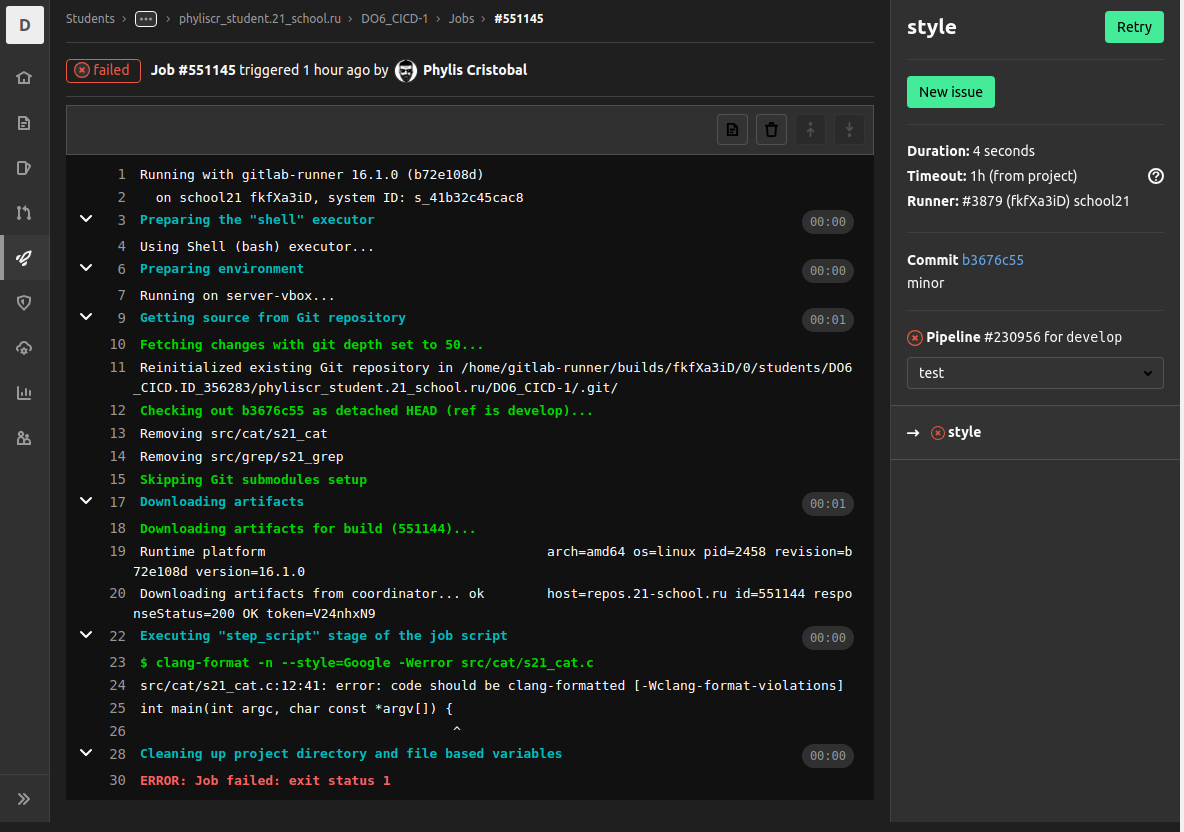 D
Students › ••• › phyliscr_student.21_school.ru › DO6_CICD-1 › Jobs › #551145
failed Job #551145 triggered 1 hour ago by Phylis Cristobal
1 Running with gitlab-runner 16.1.0 (b72e108d)
2 on school21 fkfXa3iD, system ID: s_41b32c45cac8
3 Preparing the "shell" executor 00:00
4 Using Shell (bash) executor...
6 Preparing environment 00:00
7 Running on server-vbox...
9 Getting source from Git repository 00:01
10 Fetching changes with git depth set to 50...
11 Reinitialized existing Git repository in /home/gitlab-runner/builds/fkfXa3iD/0/students/DO6
_CICD.ID_356283/phyliscr_student.21_school.ru/DO6_CICD-1/.git/
12 Checking out b3676c55 as detached HEAD (ref is develop)...
13 Removing src/cat/s21_cat
14 Removing src/grep/s21_grep
15 Skipping Git submodules setup
17 Downloading artifacts 00:01
18 Downloading artifacts for build (551144)...
19 Runtime platform arch=amd64 os=linux pid=2458 revision=b
72e108d version=16.1.0
20 Downloading artifacts from coordinator... ok host=repos.21-school.ru id=551144 respo
nseStatus=200 OK token=V24nhxN9
22 Executing "step_script" stage of the job script 00:00
23 $ clang-format -n --style=Google -Werror src/cat/s21_cat.c
24 src/cat/s21_cat.c:12:41: error: code should be clang-formatted [-Wclang-format-violations]
25 int main(int argc, char const *argv[]) {
26 ^
28 Cleaning up project directory and file based variables 00:00
30 ERROR: Job failed: exit status 1
style
Retry
New issue
Duration: 4 seconds
Timeout: 1h (from project)
Runner: #3879 (fkfXa3iD) school21
Commit b3676c55
minor
Pipeline #230956 for develop
test
→ style